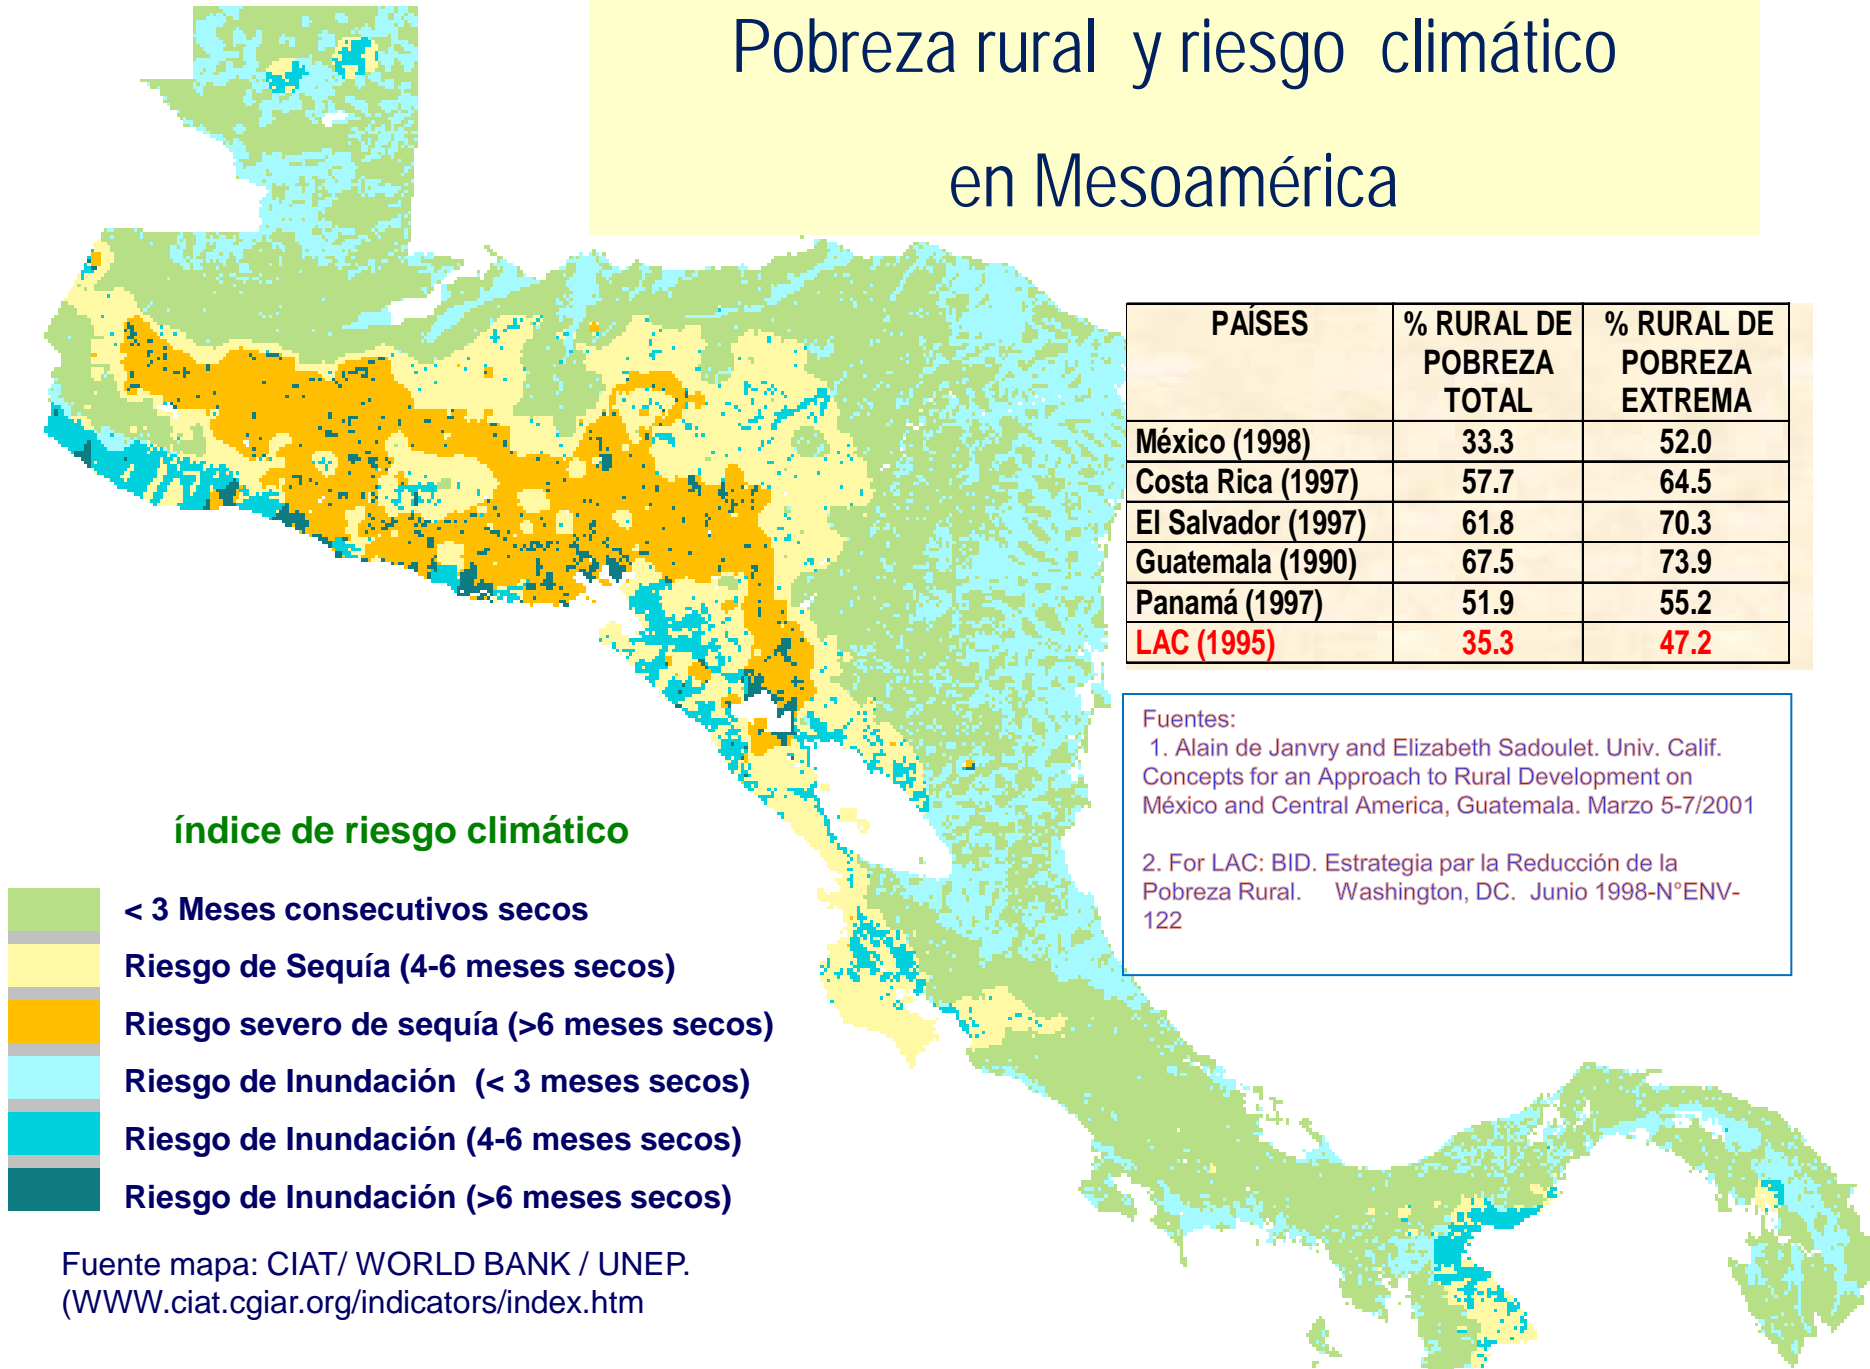 Pobreza rural y riesgo climático
en Mesoamérica
PAÍSES % RURAL DE POBREZA TOTAL % RURAL DE POBREZA EXTREMA
México (1998) 33.3 52.0
Costa Rica (1997) 57.7 64.5
El Salvador (1997) 61.8 70.3
Guatemala (1990) 67.5 73.9
Panamá (1997) 51.9 55.2
LAC (1995) 35.3 47.2
Fuentes:
1. Alain de Janvry and Elizabeth Sadoulet. Univ. Calif.
Concepts for an Approach to Rural Development on
México and Central America, Guatemala. Marzo 5-7/2001
2. For LAC: BID. Estrategia par la Reducción de la
Pobreza Rural. Washington, DC. Junio 1998-N°ENV-
122
índice de riesgo climático
< 3 Meses consecutivos secos
Riesgo de Sequía (4-6 meses secos)
Riesgo severo de sequía (>6 meses secos)
Riesgo de Inundación (< 3 meses secos)
Riesgo de Inundación (4-6 meses secos)
Riesgo de Inundación (>6 meses secos)
Fuente mapa: CIAT/ WORLD BANK / UNEP.
(WWW.ciat.cgiar.org/indicators/index.htm